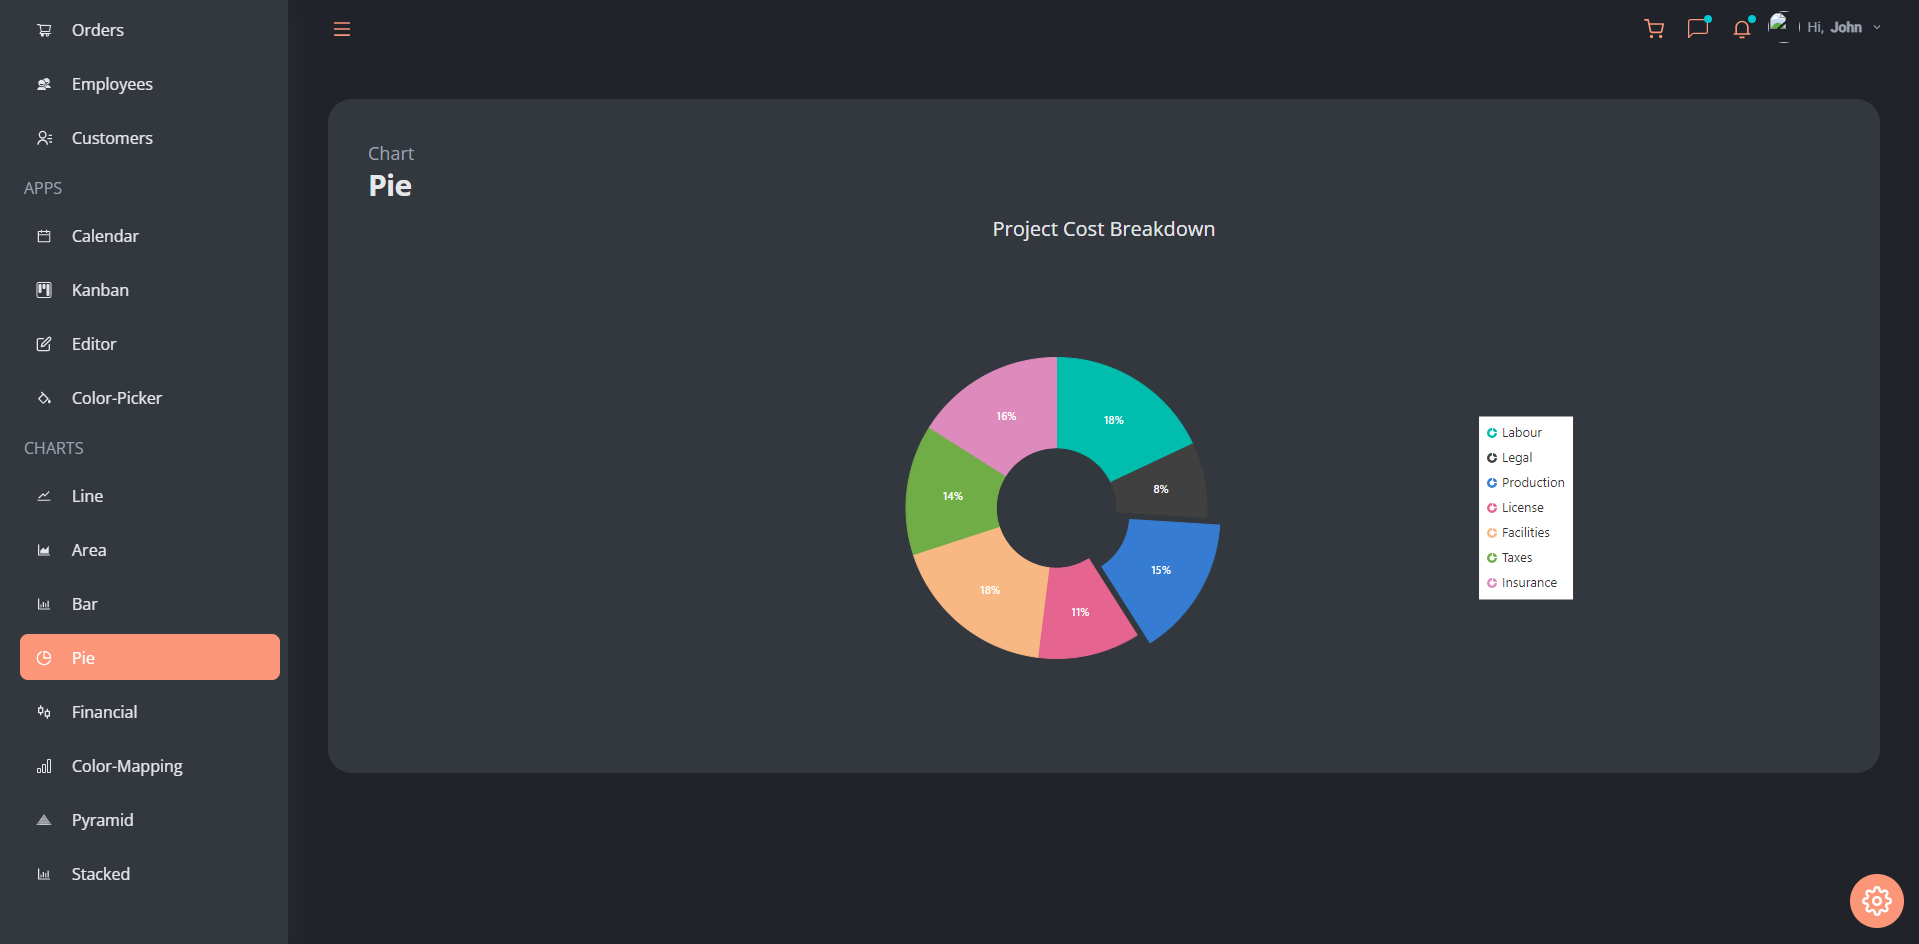 Orders
Employees
Customers
APPS
Calendar
Kanban
Editor
Color-Picker
CHARTS
Line
Area
Bar
Pie
Financial
Color-Mapping
Pyramid
Stacked
Hi, John
Chart
Pie
Project Cost Breakdown
16%
18%
8%
14%
15%
18%
11%
Labour
Legal
Production
License
Facilities
Taxes
Insurance